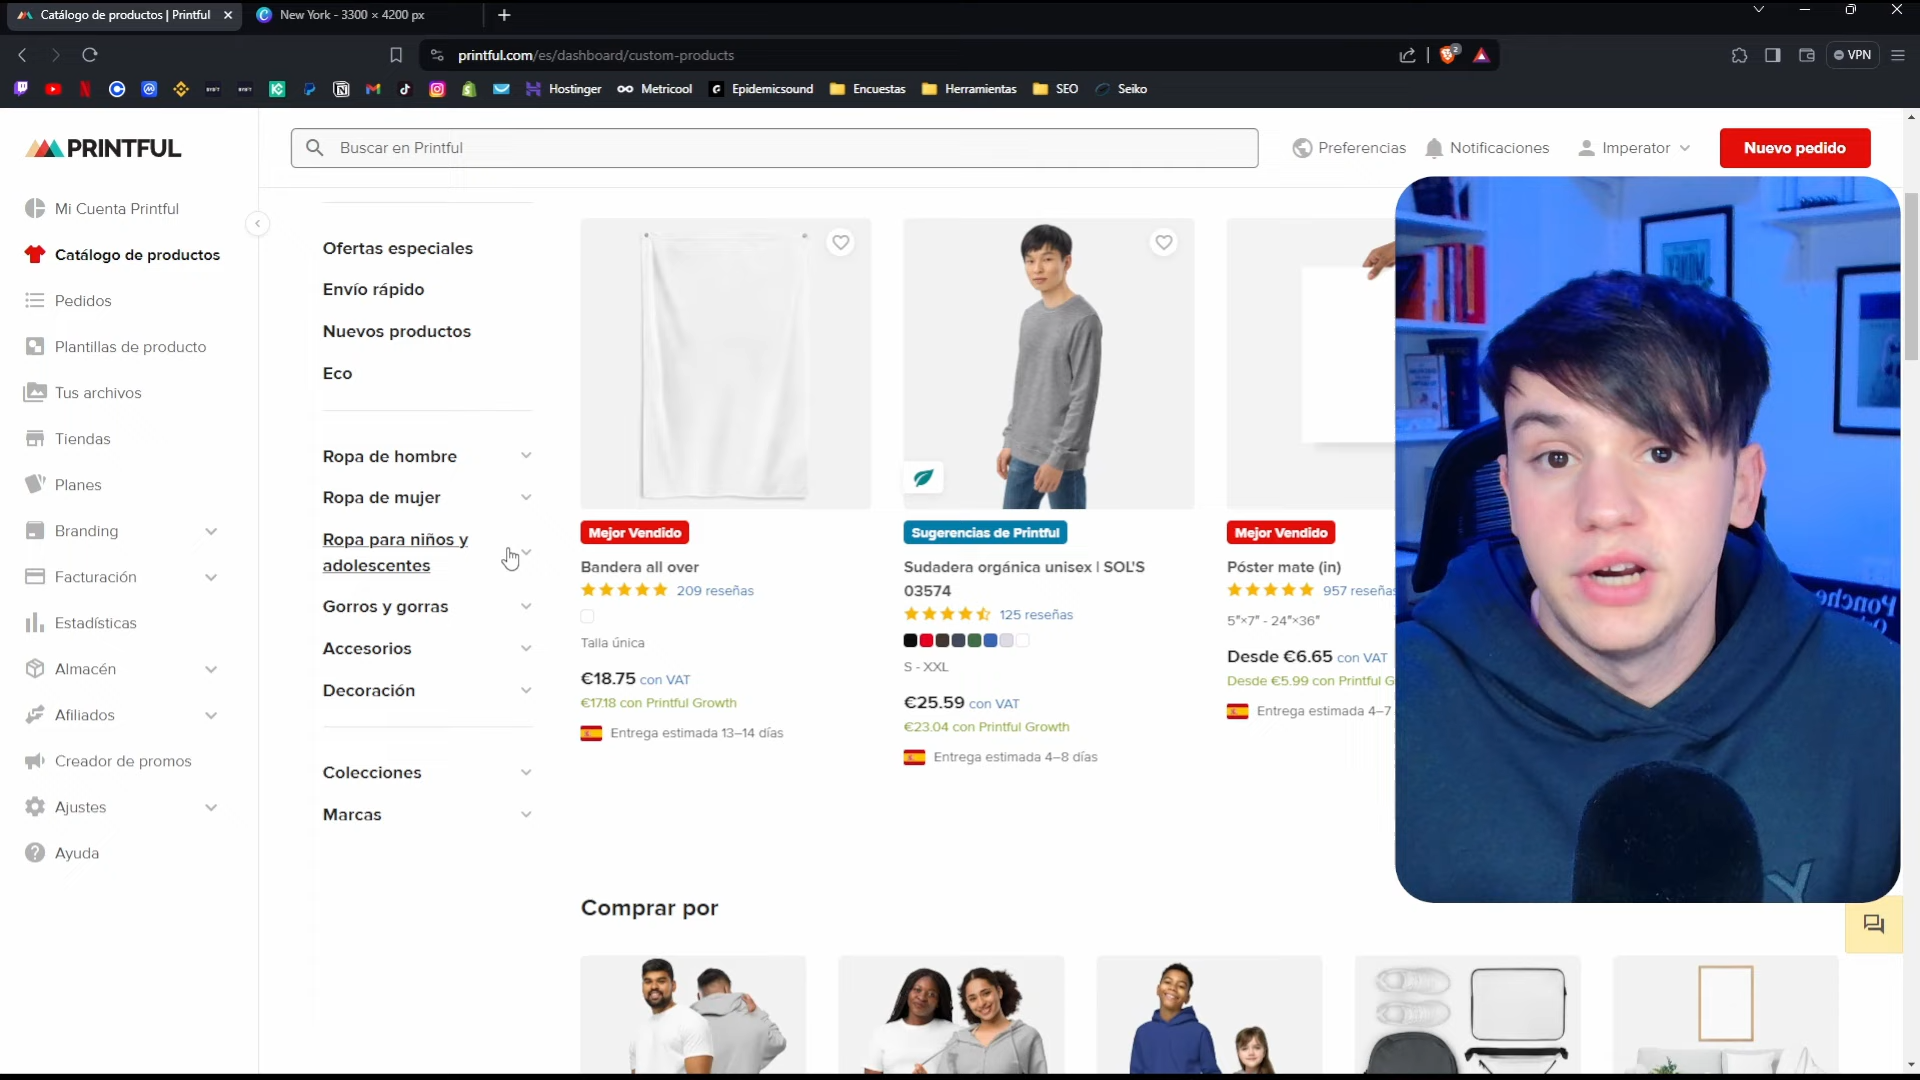 Catálogo de productos | Printful
New York - 3300 × 4200 px
printful.com/es/dashboard/custom-products
2
VPN
Hostinger
Metricool
Epidemicsound
Encuestas
Herramientas
SEO
Seiko
PRINTFUL
Buscar en Printful
Preferencias
Notificaciones
Imperator
Nuevo pedido
Mi Cuenta Printful
Catálogo de productos
Pedidos
Plantillas de producto
Tus archivos
Tiendas
Planes
Branding
Facturación
Estadísticas
Almacén
Afiliados
Creador de promos
Ajustes
Ayuda
Ofertas especiales
Envío rápido
Nuevos productos
Eco
Ropa de hombre
Ropa de mujer
Ropa para niños y
adolescentes
Gorros y gorras
Accesorios
Decoración
Colecciones
Marcas
Mejor Vendido
Bandera all over
209 reseñas
Talla única
€18.75 con VAT
€17.18 con Printful Growth
Entrega estimada 13–14 días
Sugerencias de Printful
Sudadera orgánica unisex | SOL'S
03574
125 reseñas
S - XXL
€25.59 con VAT
€23.04 con Printful Growth
Entrega estimada 4–8 días
Mejor Vendido
Póster mate (in)
957 reseñas
5″×7″ - 24″×36″
Desde €6.65 con VAT
Desde €5.99 con Printful G
Entrega estimada 4–7
Comprar por